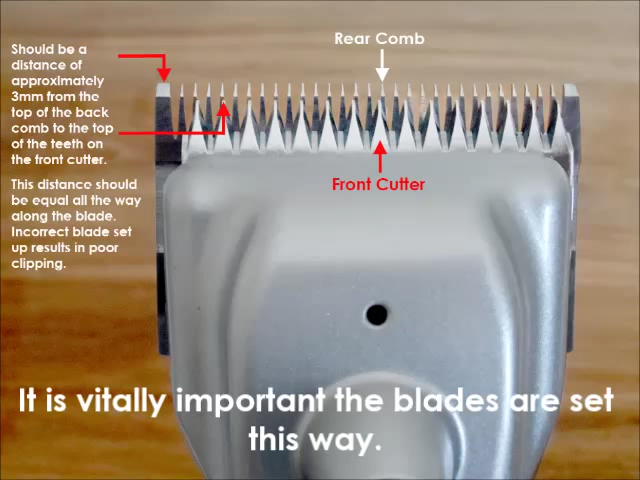 Rear Comb
Should be a
distance of
approximately
3mm from the
top of the back
comb to the top
of the teeth on
the front cutter.
This distance should
be equal all the way
along the blade.
Incorrect blade set
up results in poor
clipping.
Front Cutter
It is vitally important the blades are set
this way.